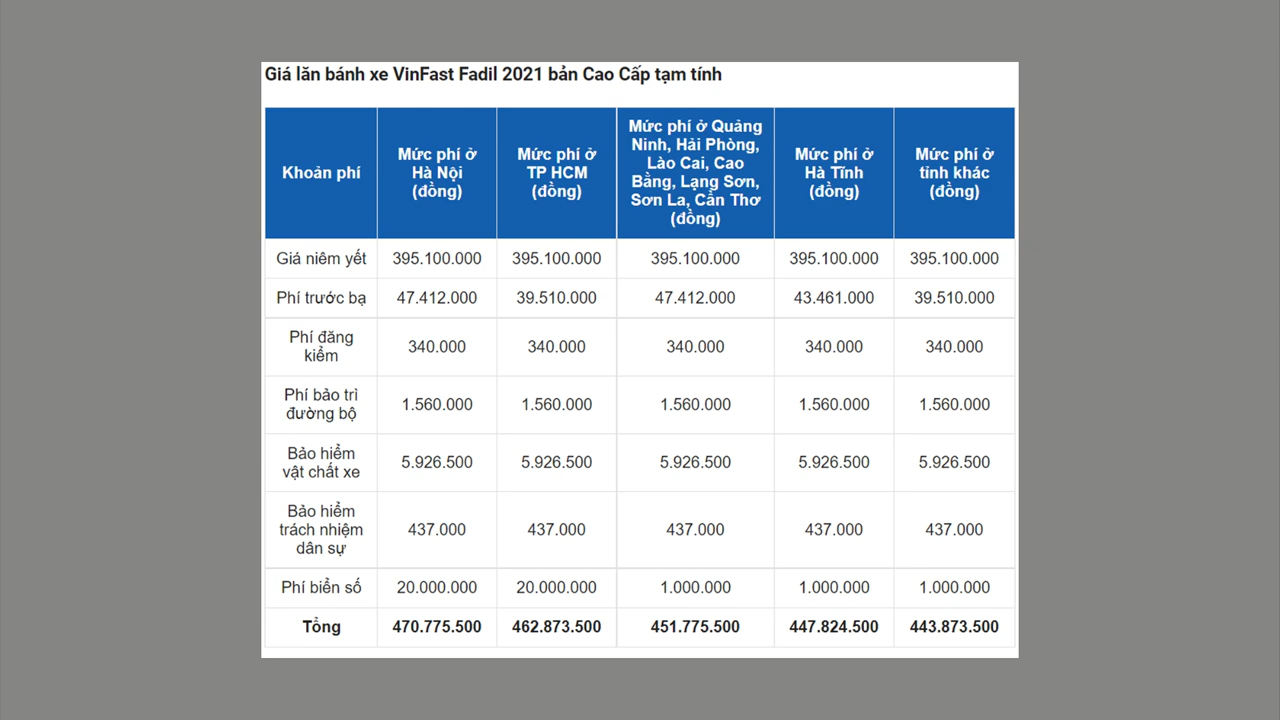 Giá lăn bánh xe VinFast Fadil 2021 bản Cao Cấp tạm tính
Khoản phí
Mức phí ở
Hà Nội
(đồng)
Mức phí ở
TP HCM
(đồng)
Mức phí ở Quảng
Ninh, Hải Phòng,
Lào Cai, Cao
Bằng, Lạng Sơn,
Sơn La, Cần Thơ
(đồng)
Mức phí ở
Hà Tĩnh
(đồng)
Mức phí ở
tỉnh khác
(đồng)
Giá niêm yết 395.100.000 395.100.000 395.100.000 395.100.000 395.100.000
Phí trước bạ 47.412.000 39.510.000 47.412.000 43.461.000 39.510.000
Phí đăng
kiểm
340.000 340.000 340.000 340.000 340.000
Phí bảo trì
đường bộ
1.560.000 1.560.000 1.560.000 1.560.000 1.560.000
Bảo hiểm
vật chất xe
5.926.500 5.926.500 5.926.500 5.926.500 5.926.500
Bảo hiểm
trách nhiệm
dân sự
437.000 437.000 437.000 437.000 437.000
Phí biển số 20.000.000 20.000.000 1.000.000 1.000.000 1.000.000
Tổng 470.775.500 462.873.500 451.775.500 447.824.500 443.873.500